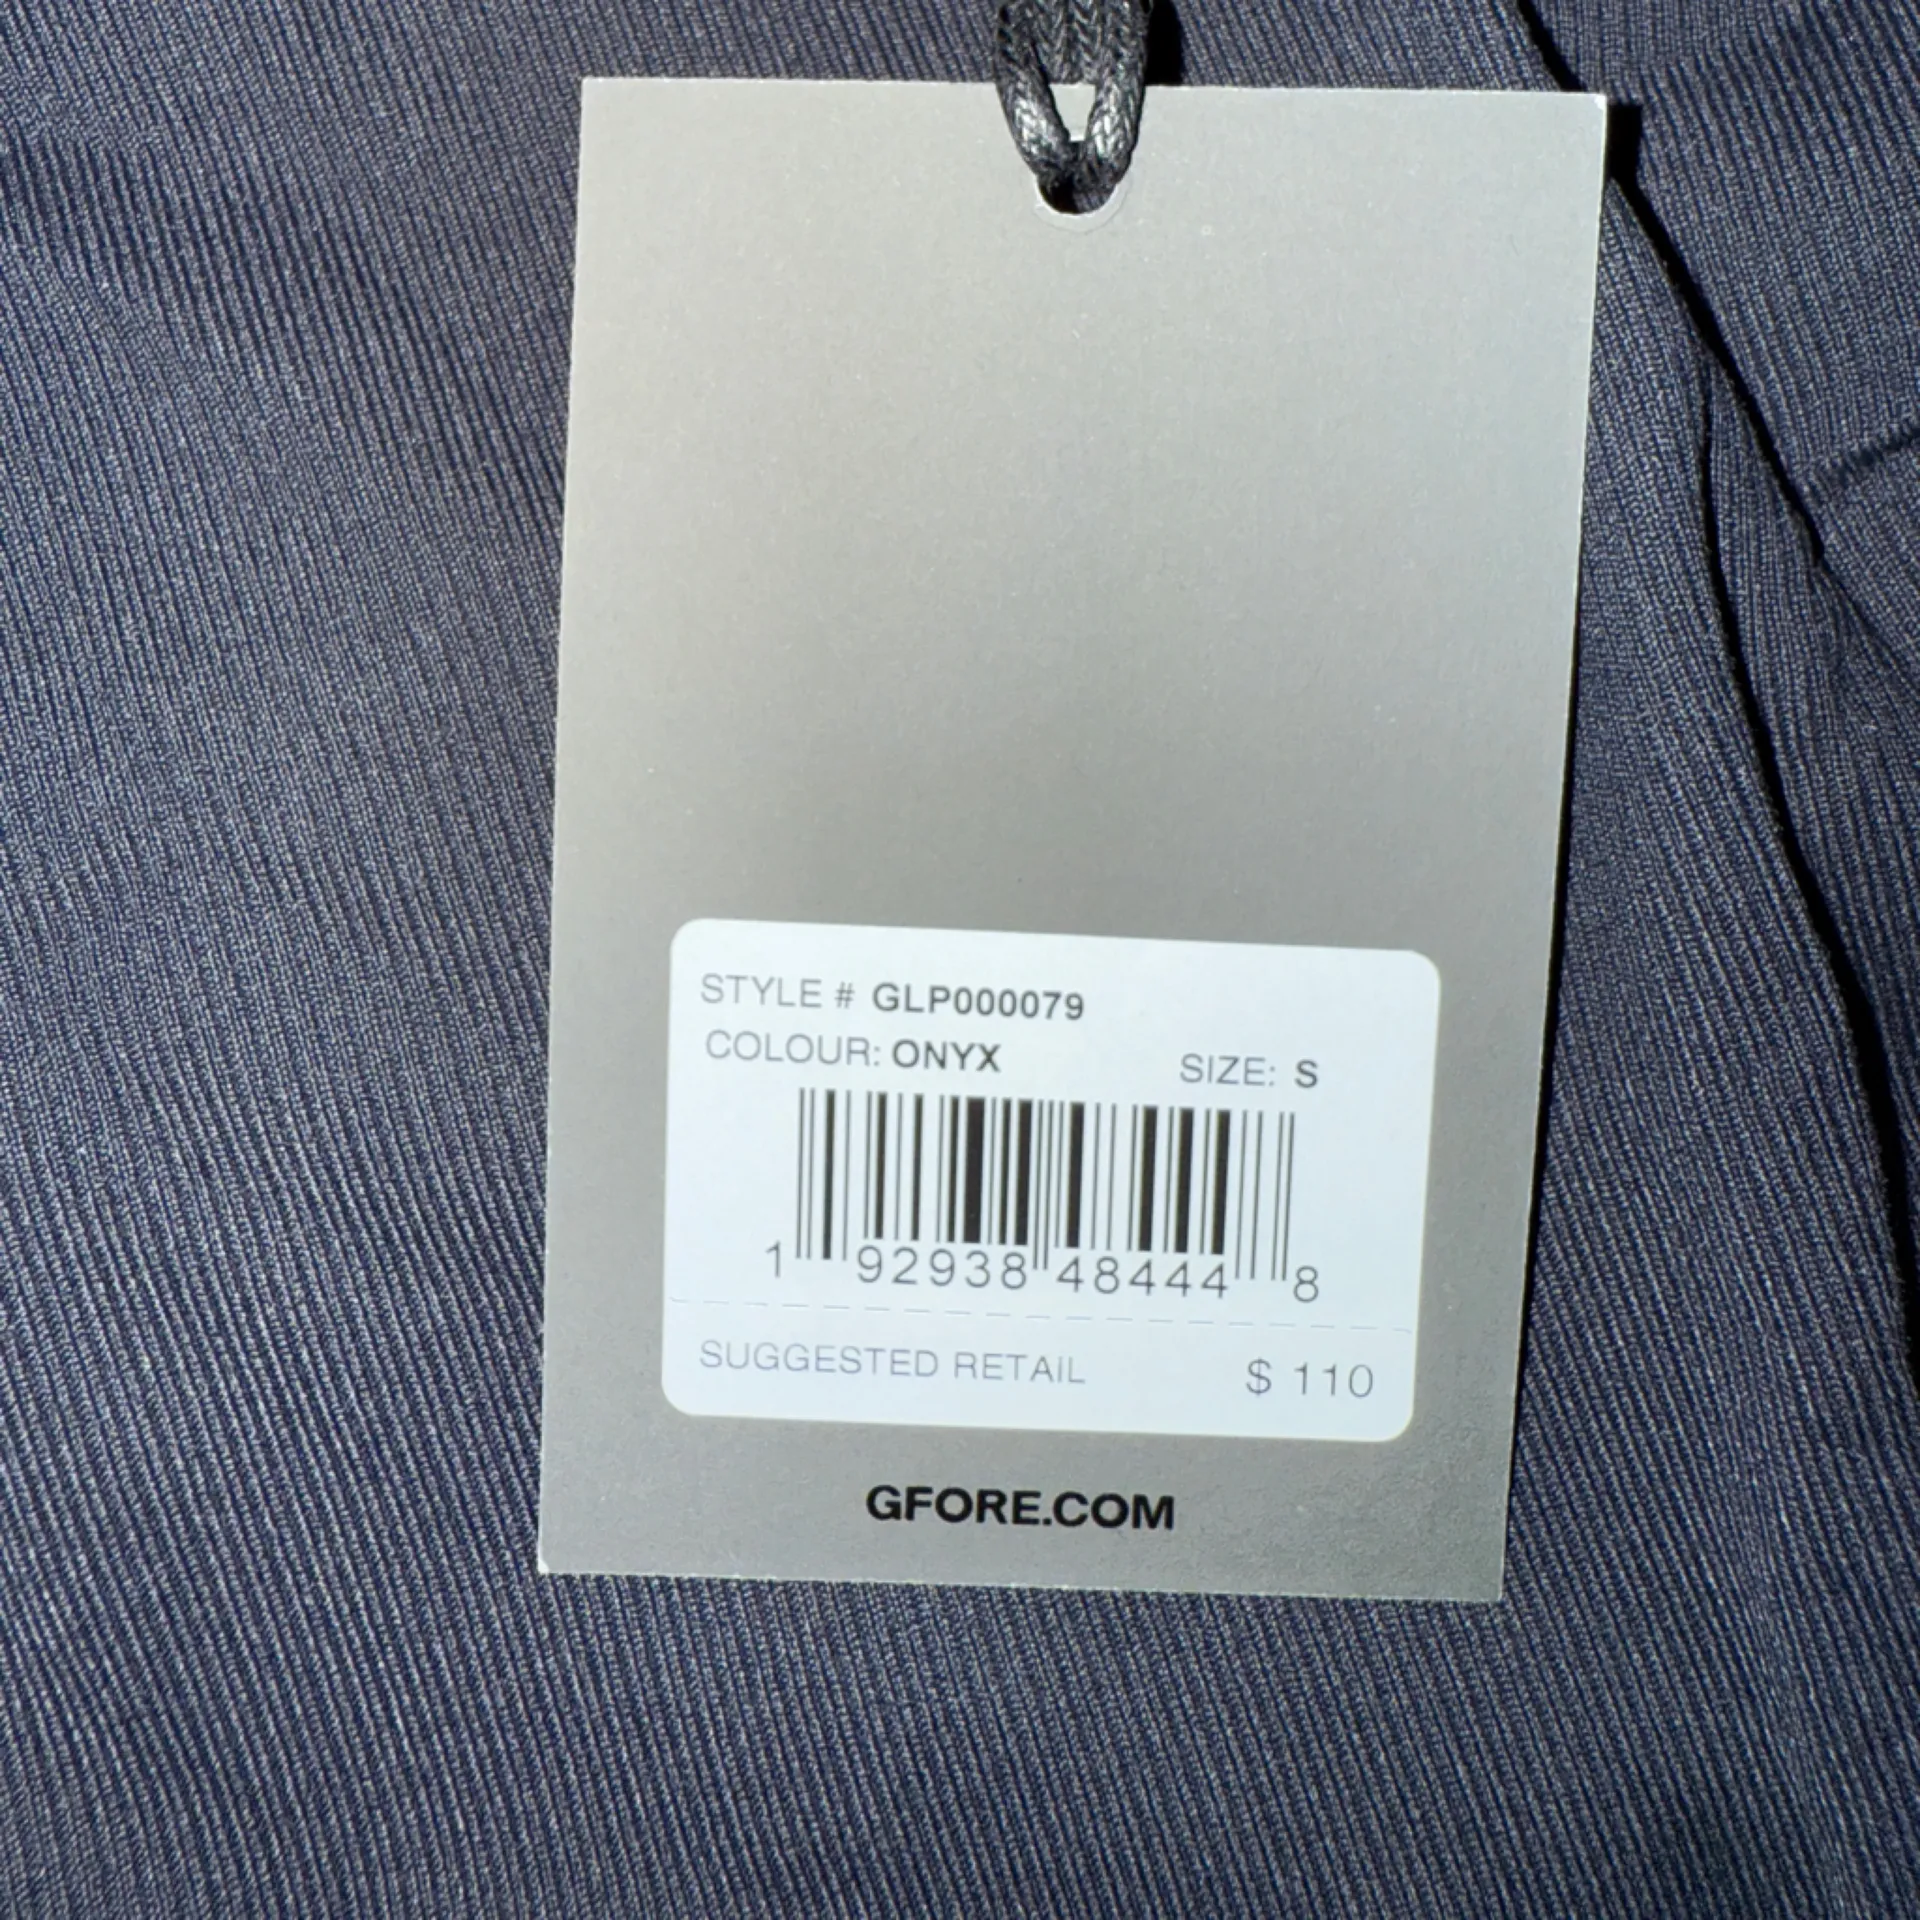 STYLE # GLP000079
COLOUR: ONYX SIZE: S
1 92938 48444 8
SUGGESTED RETAIL $ 110
GFORE.COM